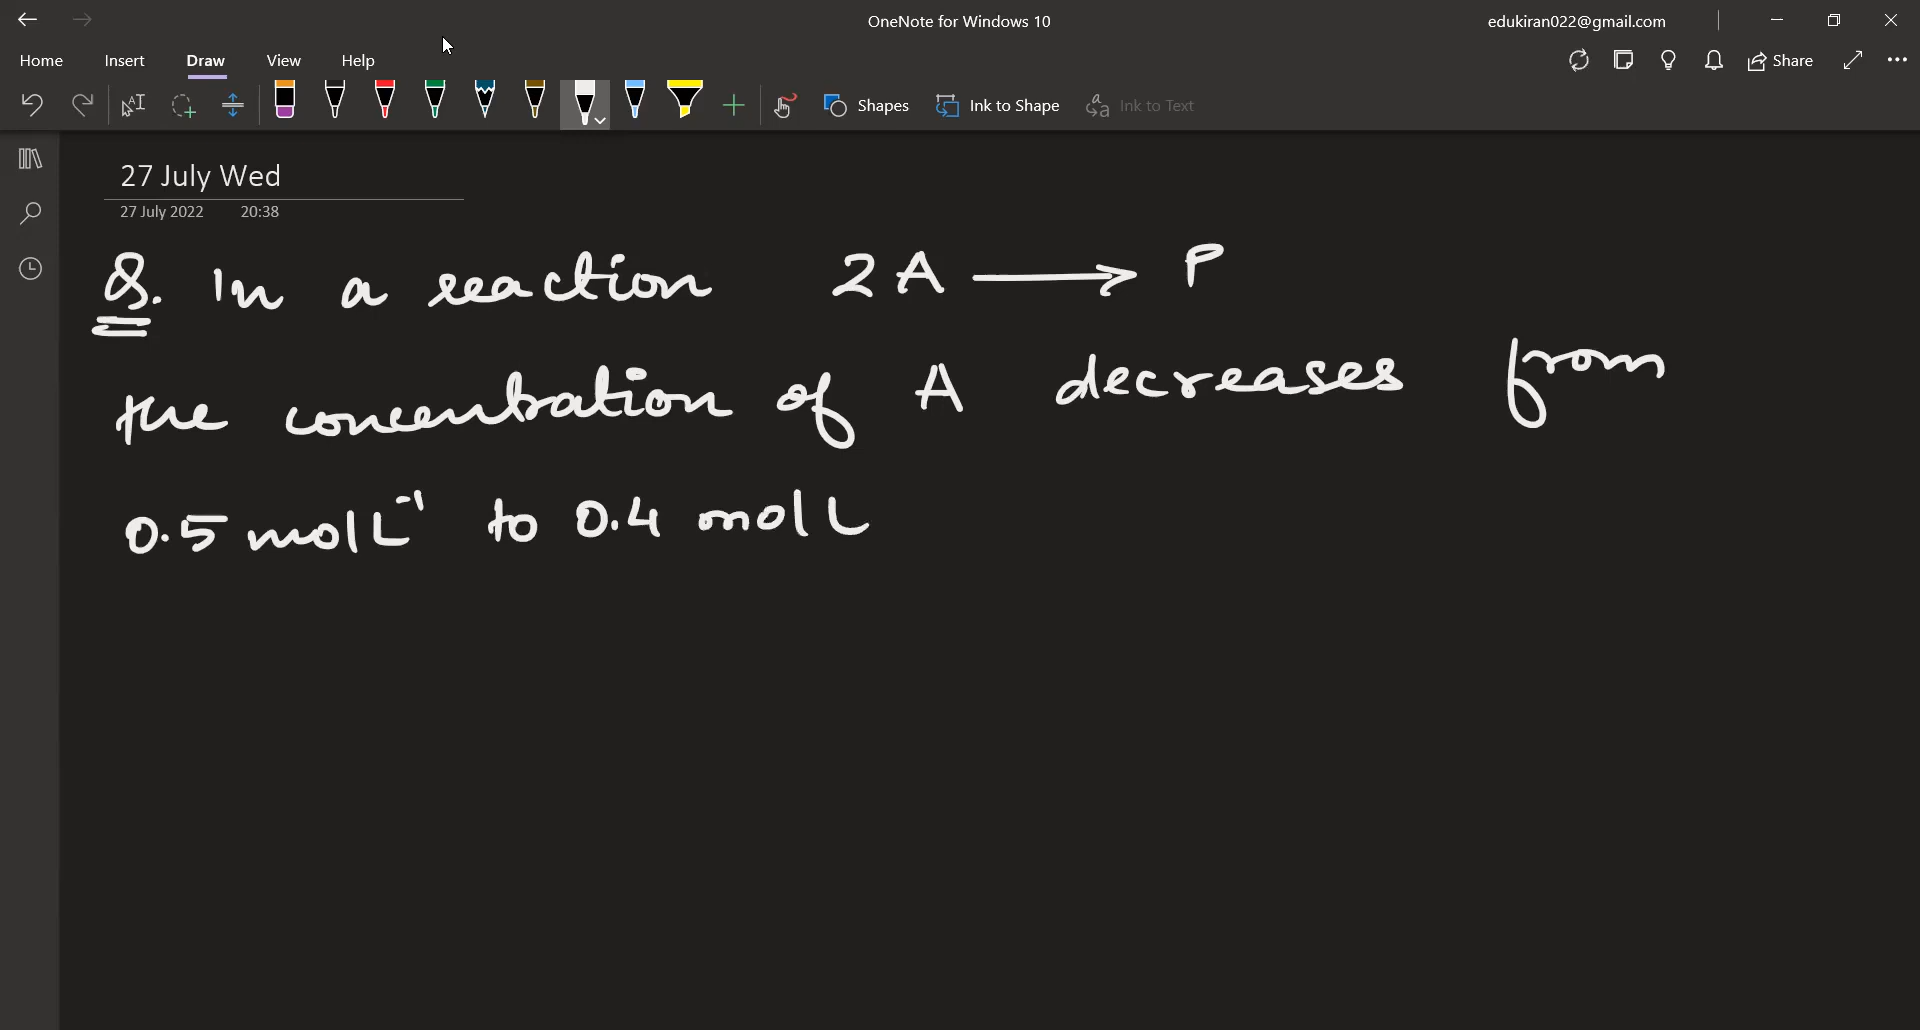 OneNote for Windows 10
edukiran022@gmail.com
Home Insert Draw View Help
Share
Shapes Ink to Shape Ink to Text
27 July Wed
27 July 2022 20:38
Q. In a reaction 2A ⟶ P
the concentration of A decreases from
0.5 mol L⁻¹ to 0.4 mol L